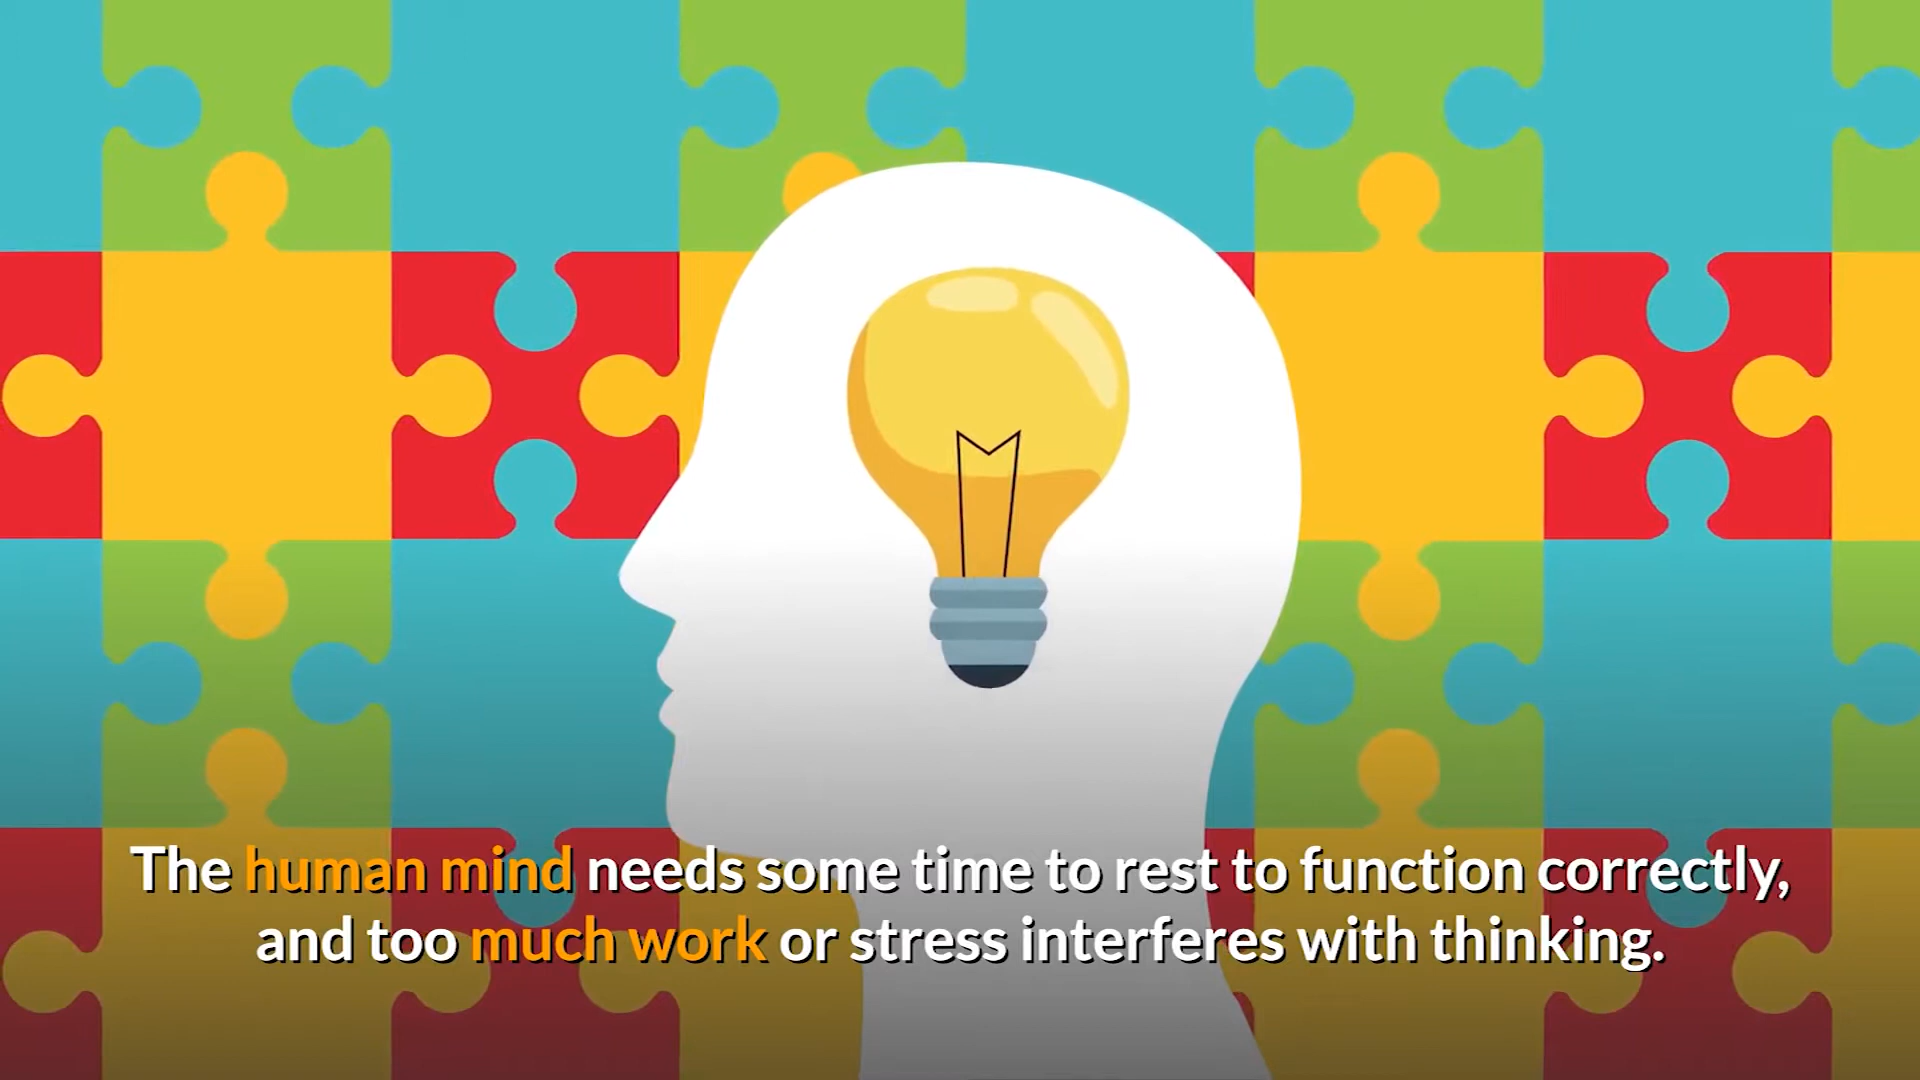 The human mind needs some time to rest to function correctly,
and too much work or stress interferes with thinking.